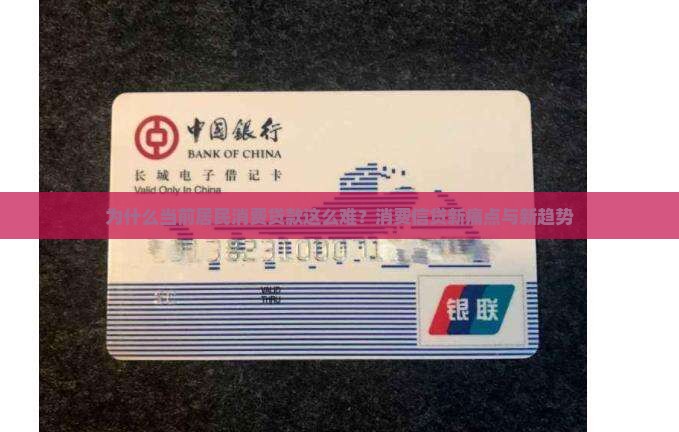 中国银行
BANK OF CHINA
长城电子借记卡
Valid Only In China
为什么当前居民消费贷款这么难？消费信贷新痛点与新趋势
VALID
THRU
银联